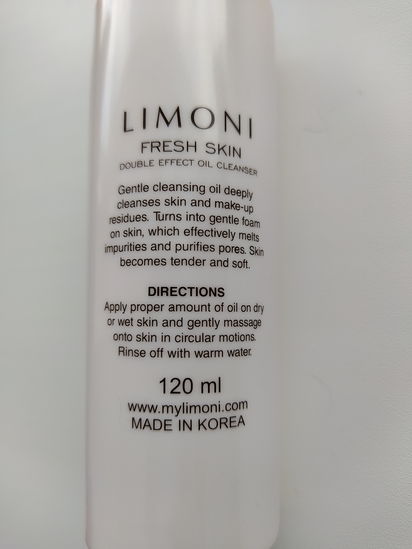 LIMONI
FRESH SKIN
DOUBLE EFFECT OIL CLEANSER
Gentle cleansing oil deeply
cleanses skin and make-up
residues. Turns into gentle foam
on skin, which effectively melts
impurities and purifies pores. Skin
becomes tender and soft.
DIRECTIONS
Apply proper amount of oil on dry
or wet skin and gently massage
onto skin in circular motions.
Rinse off with warm water.
120 ml
www.mylimoni.com
MADE IN KOREA